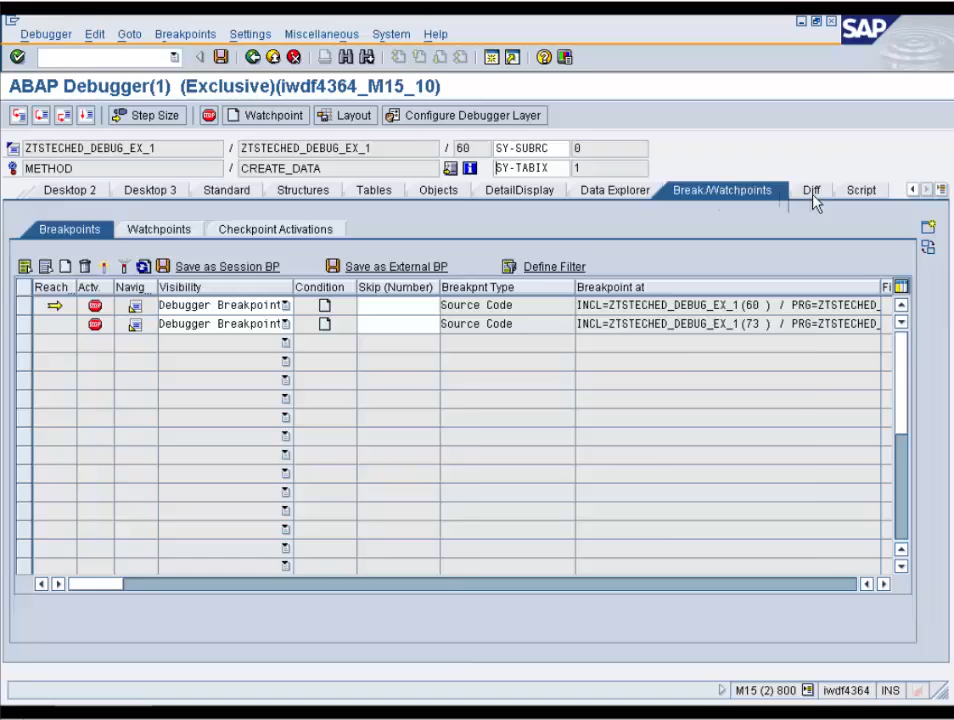 Debugger Edit Goto Breakpoints Settings Miscellaneous System Help
SAP
ABAP Debugger(1) (Exclusive)(iwdf4364_M15_10)
Step Size Watchpoint Layout Configure Debugger Layer
ZTSTECHED_DEBUG_EX_1 / ZTSTECHED_DEBUG_EX_1 / 60 SY-SUBRC 0
METHOD / CREATE_DATA SY-TABIX 1
Desktop 2 Desktop 3 Standard Structures Tables Objects DetailDisplay Data Explorer Break./Watchpoints Diff Script
Breakpoints Watchpoints Checkpoint Activations
Save as Session BP Save as External BP Define Filter
Reach.. Actv. Navig.. Visibility Condition Skip (Number) Breakpnt Type Breakpoint at Fi
Debugger Breakpoint Source Code INCL=ZTSTECHED_DEBUG_EX_1(60 ) / PRG=ZTSTECHED_
Debugger Breakpoint Source Code INCL=ZTSTECHED_DEBUG_EX_1(73 ) / PRG=ZTSTECHED_
M15 (2) 800 iwdf4364 INS